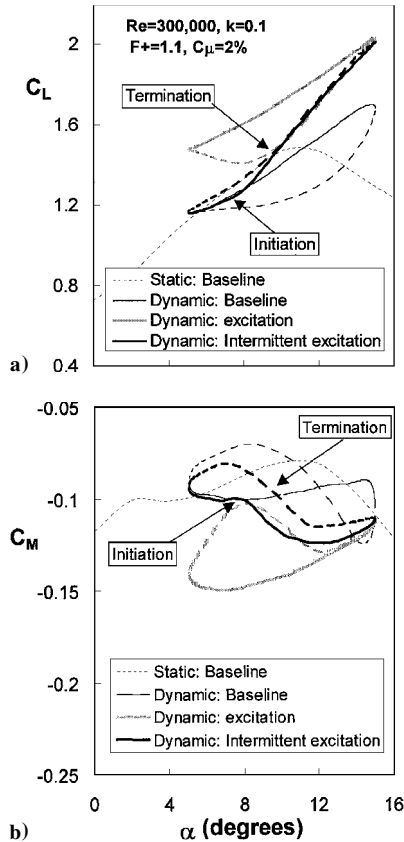 a)
Re=300,000, k=0.1
F+=1.1, Cμ=2%
2
C_L
Termination
1.6
1.2
Initiation
0.8
Static: Baseline
Dynamic: Baseline
Dynamic: excitation
Dynamic: Intermittent excitation
0.4
-0.05
Termination
-0.1
C_M
Initiation
-0.15
-0.2
Static: Baseline
Dynamic: Baseline
Dynamic: excitation
Dynamic: Intermittent excitation
-0.25
0 4 8 12 16
b)
α (degrees)